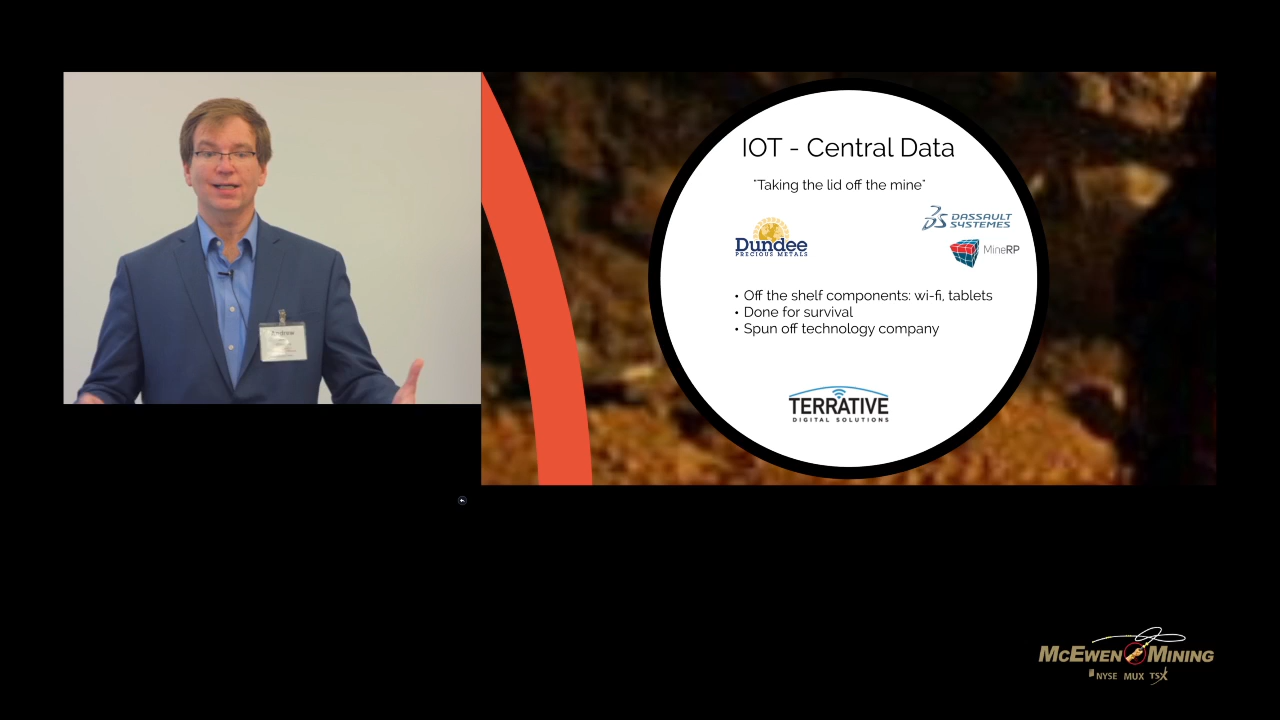 Andrew
IOT - Central Data
"Taking the lid off the mine"
Dundee
PRECIOUS METALS
DASSAULT
SYSTEMES
MineRP
• Off the shelf components: wi-fi, tablets
• Done for survival
• Spun off technology company
TERRATIVE
DIGITAL SOLUTIONS
MCEWEN MINING
NYSE MUX TSX